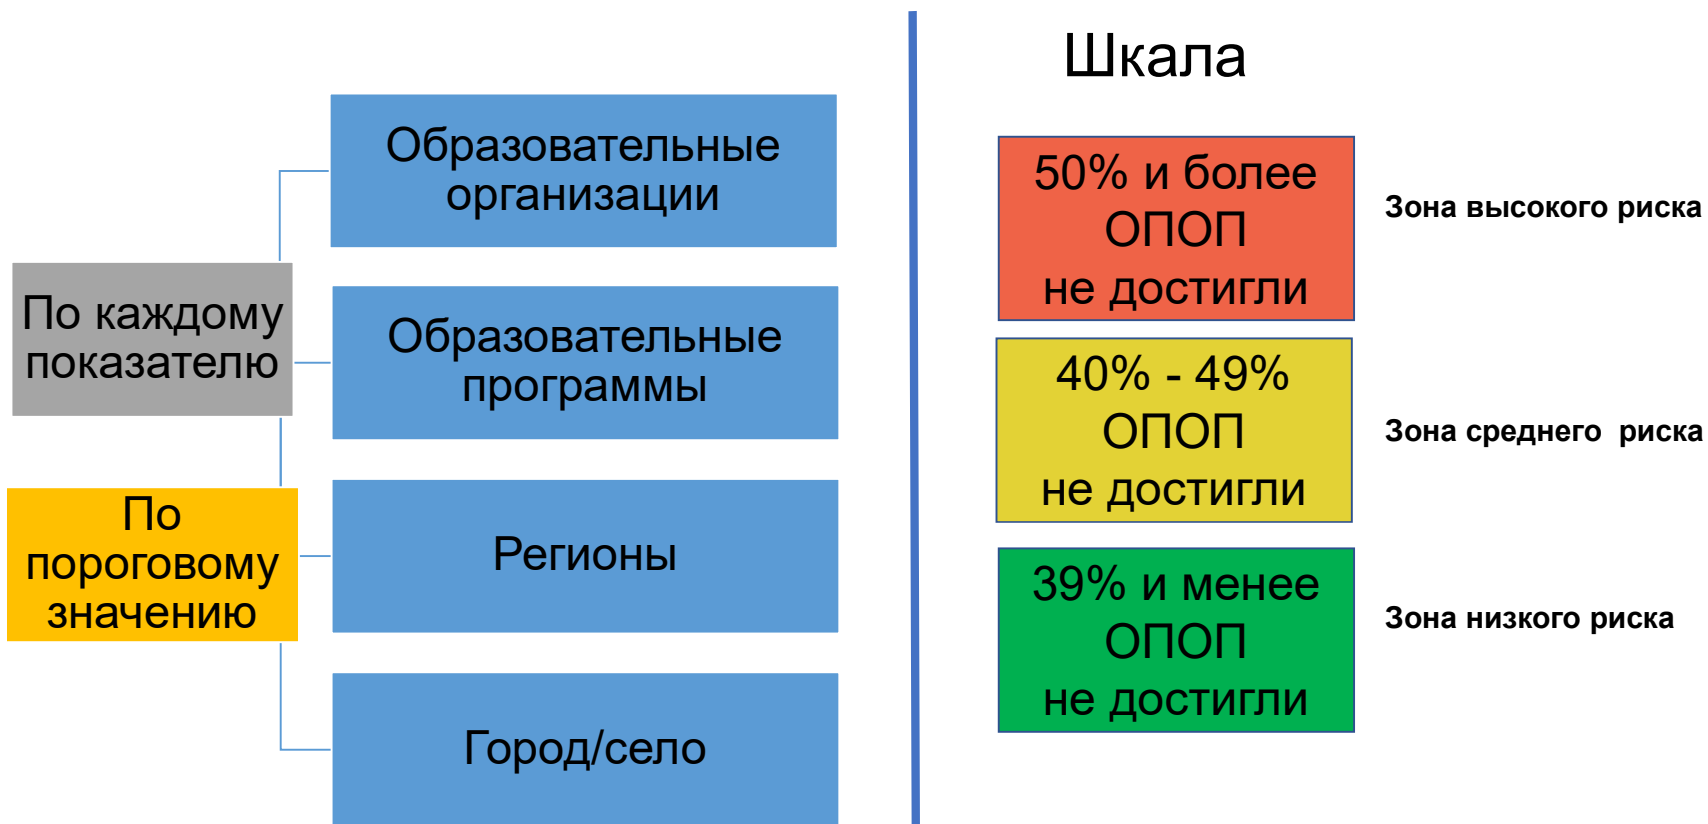 По каждому
показателю
По
пороговому
значению
Образовательные
организации
Образовательные
программы
Регионы
Город/село
Шкала
50% и более
ОПОП
не достигли
Зона высокого риска
40% - 49%
ОПОП
не достигли
Зона среднего  риска
39% и менее
ОПОП
не достигли
Зона низкого риска